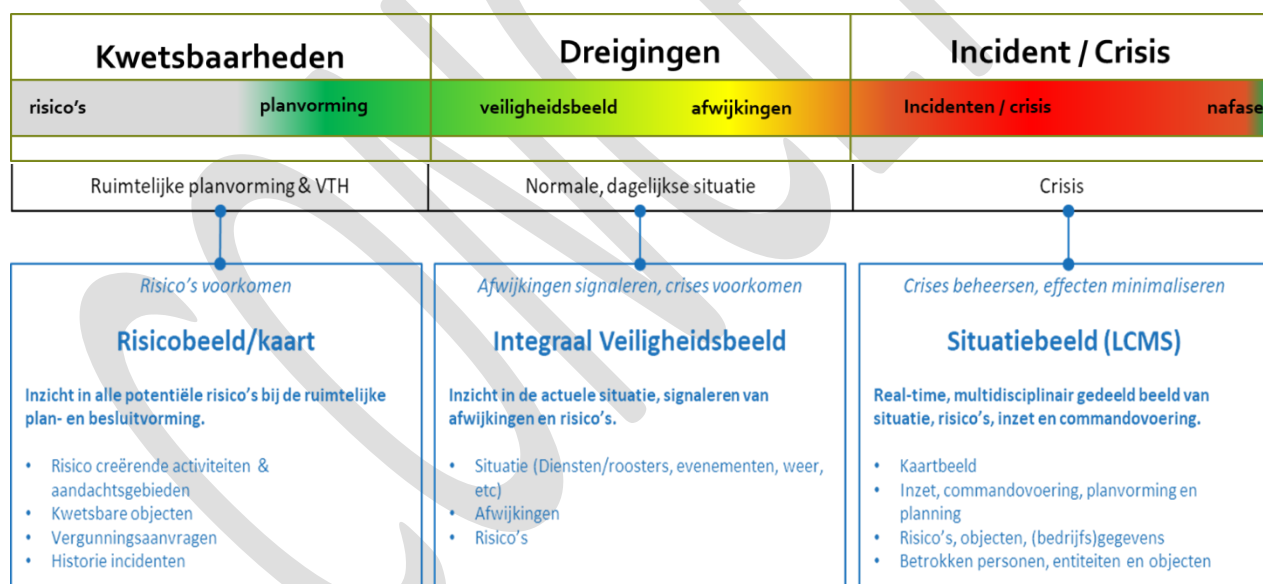 Kwetsbaarheden
Dreigingen
Incident / Crisis
risico's
planvorming
veiligheidsbeeld
afwijkingen
Incidenten / crisis
nafase
Ruimtelijke planvorming & VTH
Normale, dagelijkse situatie
Crisis
Risico's voorkomen
Risicobeeld/kaart
Inzicht in alle potentiële risico's bij de ruimtelijke
plan- en besluitvorming.
• Risico creërende activiteiten &
aandachtsgebieden
• Kwetsbare objecten
• Vergunningsaanvragen
• Historie incidenten
Afwijkingen signaleren, crises voorkomen
Integraal Veiligheidsbeeld
Inzicht in de actuele situatie, signaleren van
afwijkingen en risico's.
• Situatie (Diensten/roosters, evenementen, weer,
etc)
• Afwijkingen
• Risico's
Crises beheersen, effecten minimaliseren
Situatiebeeld (LCMS)
Real-time, multidisciplinair gedeeld beeld van
situatie, risico's, inzet en commandovoering.
• Kaartbeeld
• Inzet, commandovoering, planvorming en
planning
• Risico's, objecten, (bedrijfs)gegevens
• Betrokken personen, entiteiten en objecten